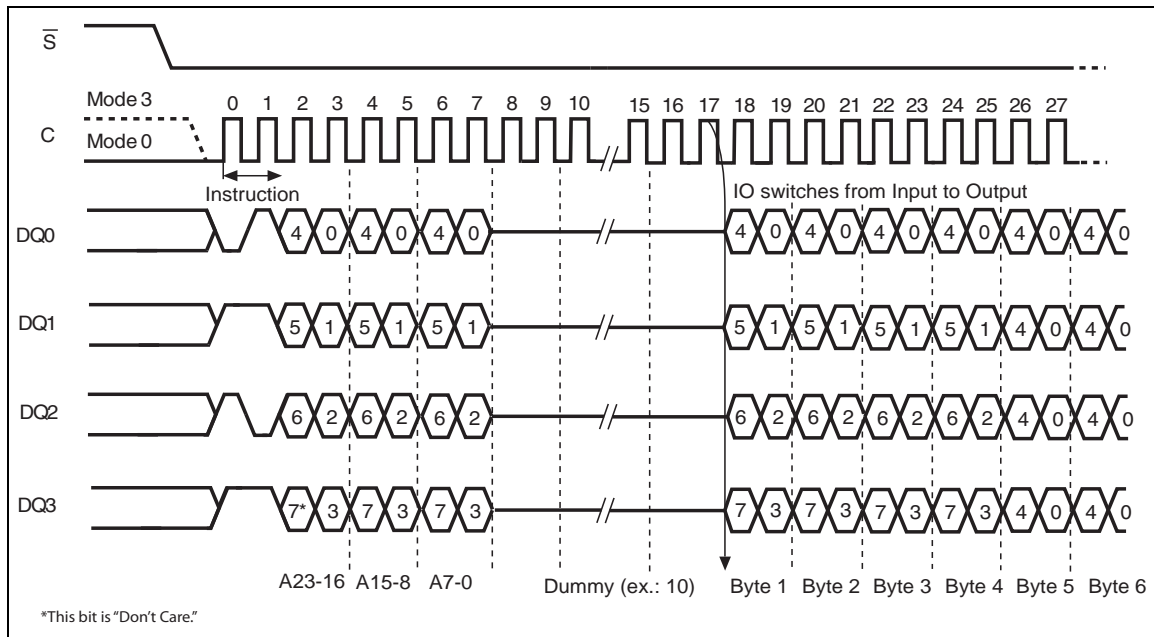 S
Mode 3
C
Mode 0
0 1 2 3 4 5 6 7 8 9 10 15 16 17 18 19 20 21 22 23 24 25 26 27
Instruction
IO switches from Input to Output
DQ0 4 0 4 0 4 0 4 0 4 0 4 0 4 0 4 0 4 0
DQ1 5 1 5 1 5 1 5 1 5 1 5 1 5 1 4 0 4 0
DQ2 6 2 6 2 6 2 6 2 6 2 6 2 6 2 4 0 4 0
DQ3 7* 3 7 3 7 3 7 3 7 3 7 3 7 3 4 0 4 0
A23-16 A15-8 A7-0 Dummy (ex.: 10) Byte 1 Byte 2 Byte 3 Byte 4 Byte 5 Byte 6
*This bit is “Don’t Care.”